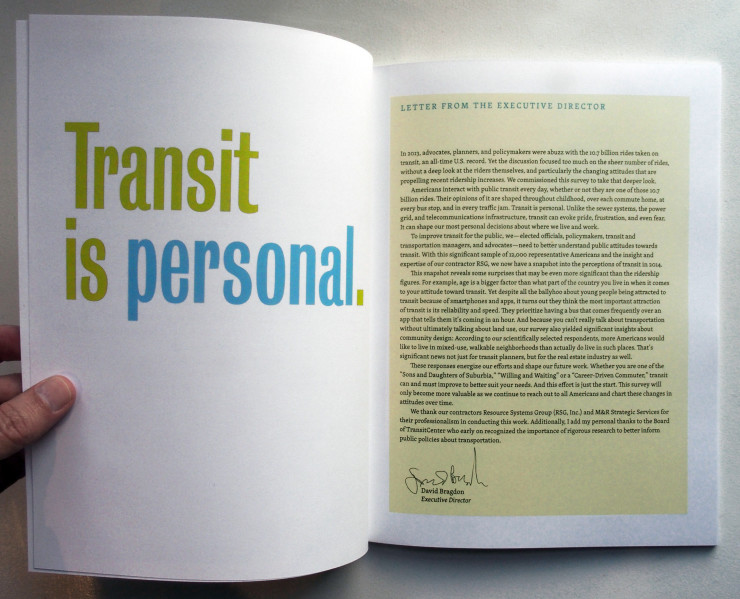 Transit
is personal.
LETTER FROM THE EXECUTIVE DIRECTOR
In 2013, advocates, planners, and policymakers were abuzz with the 10.7 billion rides taken on
transit, an all-time U.S. record. Yet the discussion focused too much on the sheer number of rides,
without a deep look at the riders themselves, and particularly the changing attitudes that are
propelling recent ridership increases. We commissioned this survey to take that deeper look.
Americans interact with public transit every day, whether or not they are one of those 10.7
billion rides. Their opinions of it are shaped throughout childhood, over each commute home, at
every bus stop, and in every traffic jam. Transit is personal. Unlike the sewer systems, the power
grid, and telecommunications infrastructure, transit can evoke pride, frustration, and even fear.
It can shape our most personal decisions about where we live and work.
To improve transit for the public, we—elected officials, policymakers, transit and
transportation managers, and advocates—need to better understand public attitudes towards
transit. With this significant sample of 12,000 representative Americans and the insight and
expertise of our contractor RSG, we now have a snapshot into the perceptions of transit in 2014.
This snapshot reveals some surprises that may be even more significant than the ridership
figures. For example, age is a bigger factor than what part of the country you live in when it comes
to your attitude toward transit. Yet despite all the ballyhoo about young people being attracted to
transit because of smartphones and apps, it turns out they think the most important attraction
of transit is its reliability and speed. They prioritize having a bus that comes frequently over an
app that tells them it's coming in an hour. And because you can't really talk about transportation
without ultimately talking about land use, our survey also yielded significant insights about
community design: According to our scientifically selected respondents, more Americans would
like to live in mixed-use, walkable neighborhoods than actually do live in such places. That's
significant news not just for transit planners, but for the real estate industry as well.
These responses energize our efforts and shape our future work. Whether you are one of the
"Sons and Daughters of Suburbia," "Willing and Waiting" or a "Career-Driven Commuter," transit
can and must improve to better suit your needs. And this effort is just the start. This survey will
only become more valuable as we continue to reach out to all Americans and chart these changes in
attitudes over time.
We thank our contractors Resource Systems Group (RSG, Inc.) and M&R Strategic Services for
their professionalism in conducting this work. Additionally, I add my personal thanks to the Board
of TransitCenter who early on recognized the importance of rigorous research to better inform
public policies about transportation.
David Bragdon
Executive Director